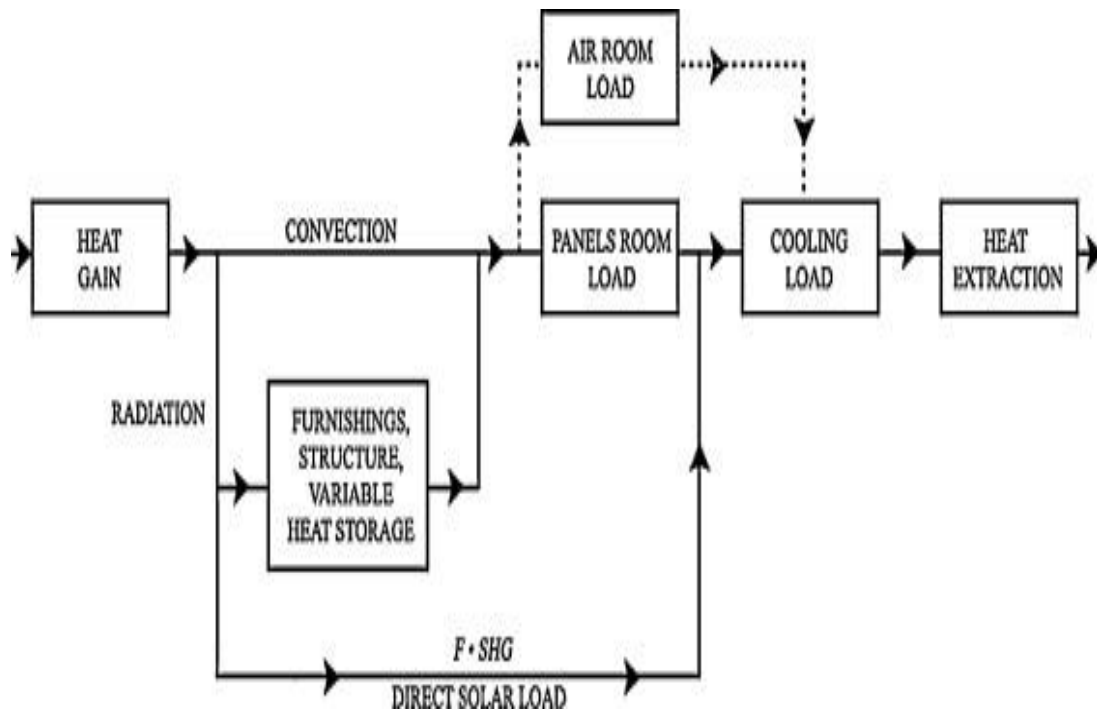 AIR ROOM
LOAD
HEAT
GAIN
CONVECTION
PANELS ROOM
LOAD
COOLING
LOAD
HEAT
EXTRACTION
RADIATION
FURNISHINGS,
STRUCTURE,
VARIABLE
HEAT STORAGE
F • SHG
DIRECT SOLAR LOAD